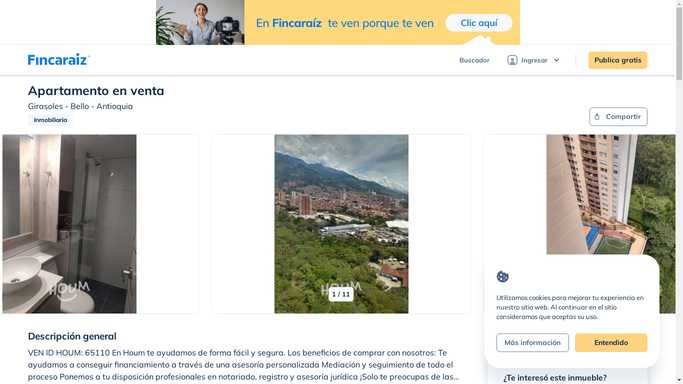 En Fincaraíz te ven porque te ven
Clic aquí
Fincaraíz
Buscador
Ingresar
Publica gratis
Apartamento en venta
Girasoles - Bello - Antioquia
Inmobiliaria
Compartir
HOUM
HOUM
1 / 11
Utilizamos cookies para mejorar tu experiencia en
nuestro sitio web. Al continuar en el sitio
consideramos que aceptas su uso.
Más información
Entendido
Descripción general
VEN ID HOUM: 65110 En Houm te ayudamos de forma fácil y segura. Los beneficios de comprar con nosotros: Te
ayudamos a conseguir financiamiento a través de una asesoría personalizada Mediación y seguimiento de todo el
proceso Ponemos a tu disposición profesionales en notariado, registro y asesoría jurídica ¡Solo te preocupas de las...
¿Te interesó este inmueble?